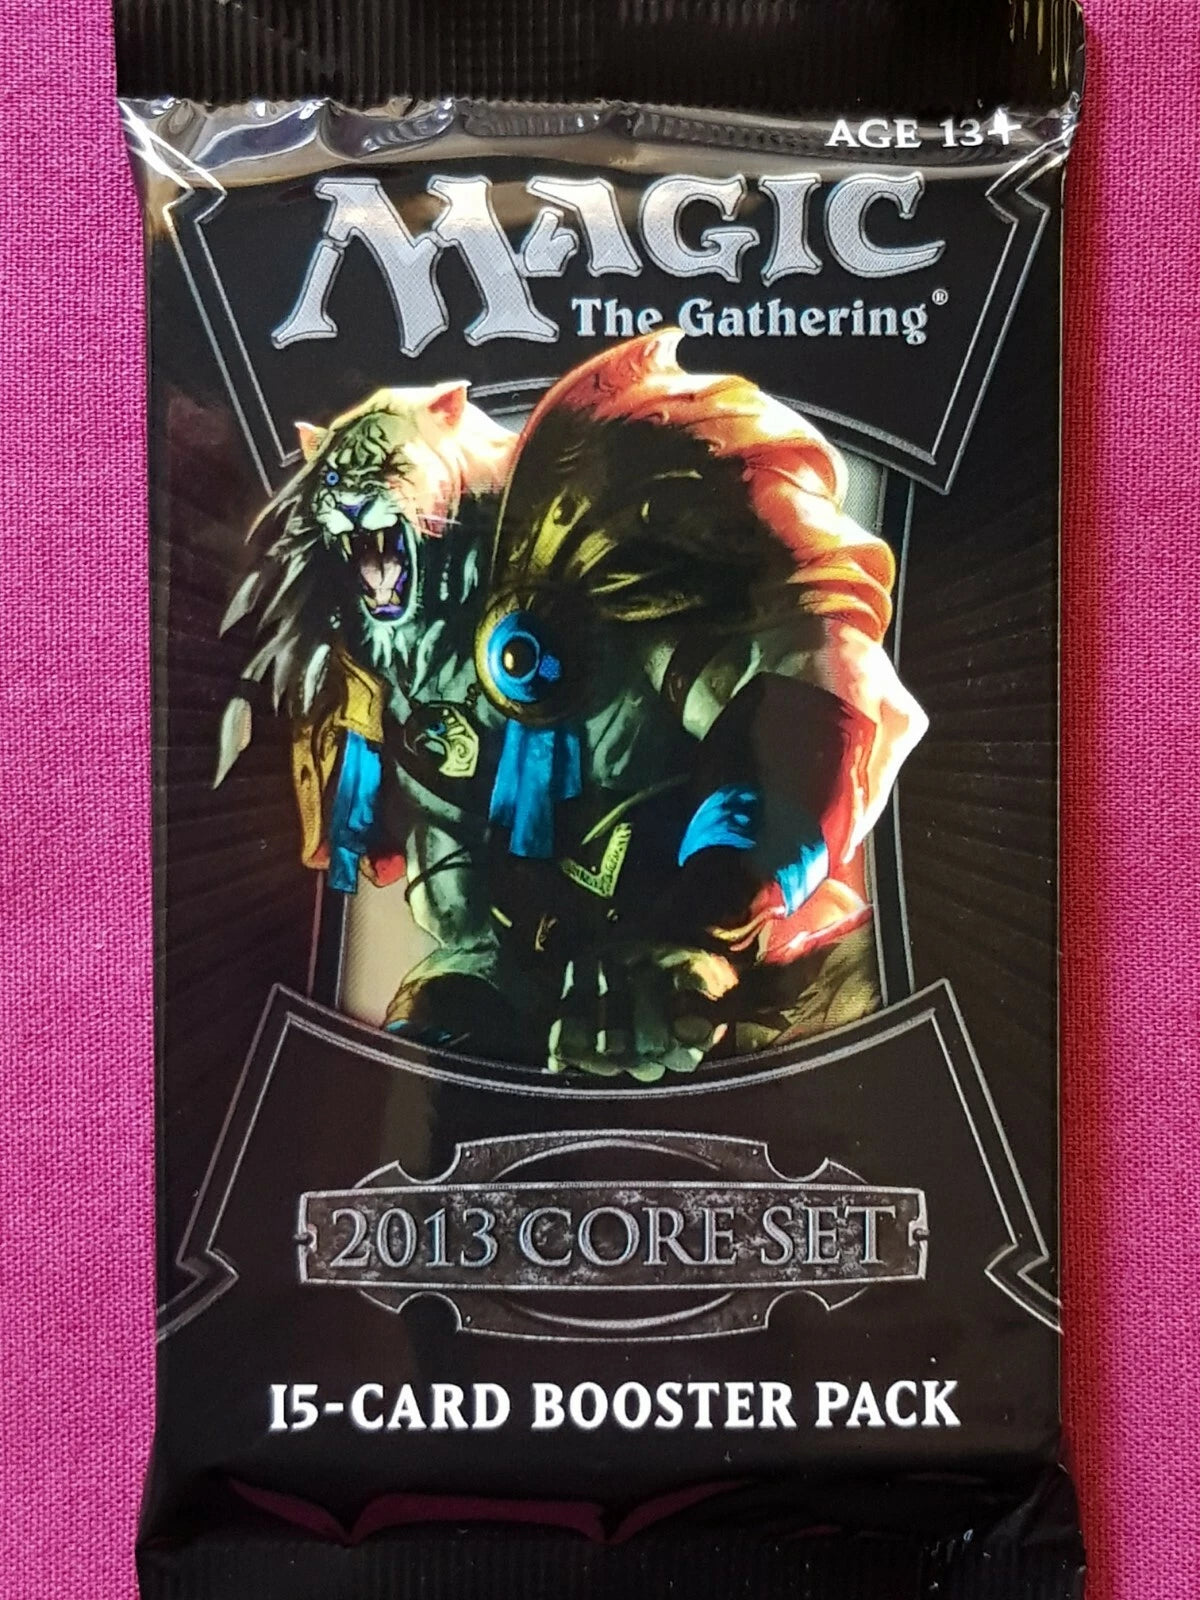 AGE 13+
MAGIC
The Gathering®
2013 CORE SET
15-CARD BOOSTER PACK